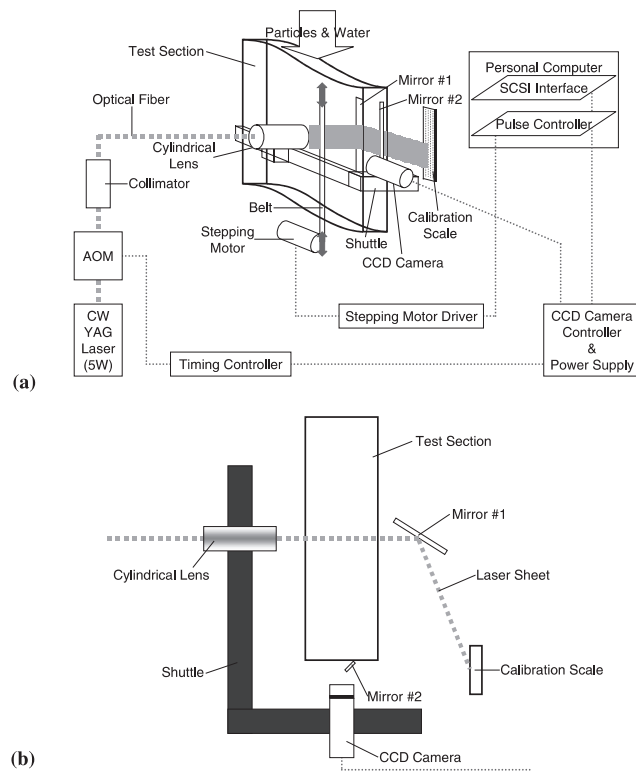 Particles & Water
Test Section
Mirror #1
Mirror #2
Personal Computer
SCSI Interface
Pulse Controller
Optical Fiber
Cylindrical
Lens
Collimator
Belt
Stepping
Motor
Shuttle
CCD Camera
Calibration
Scale
AOM
CW
YAG
Laser
(5W)
Stepping Motor Driver
Timing Controller
CCD Camera
Controller
&
Power Supply
(a)
Test Section
Mirror #1
Cylindrical Lens
Laser Sheet
Shuttle
Calibration Scale
Mirror #2
CCD Camera
(b)